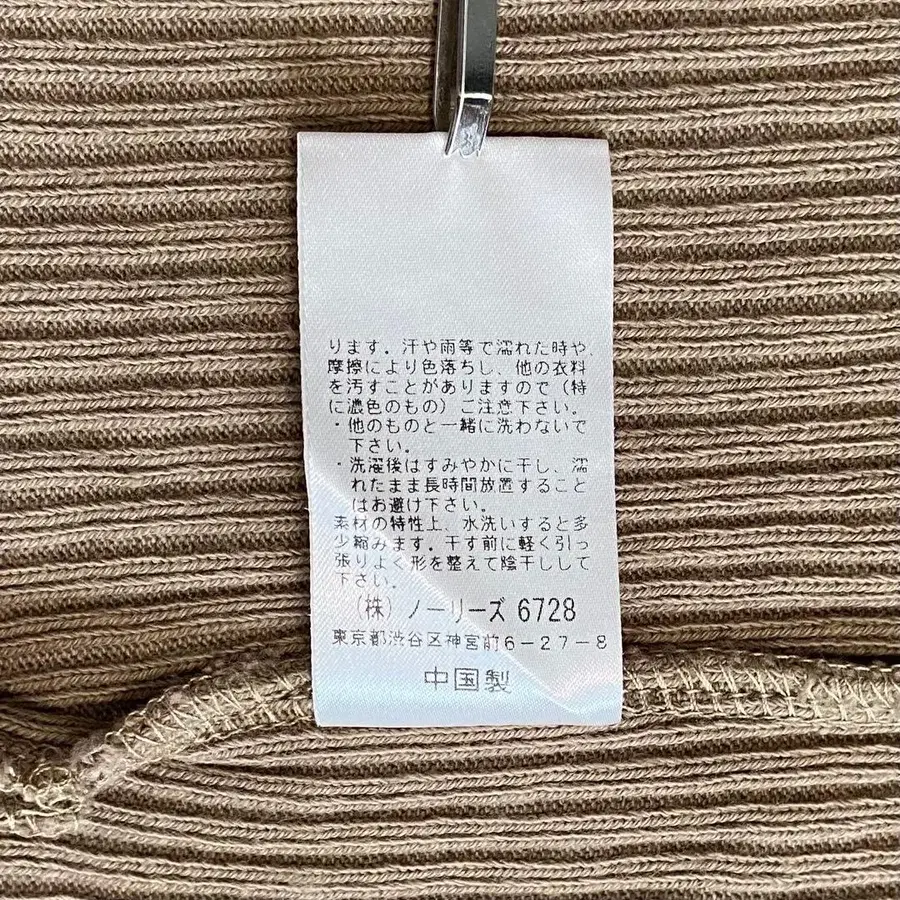 ります。汗や雨等で濡れた時や、
摩擦により色落ちし、他の衣料
を汚すことがありますので(特
に濃色のもの)ご注意下さい。
・他のものと一緒に洗わないで
下さい。
・洗濯後はすみやかに干し、濡
れたまま長時間放置すること
はお避け下さい。
素材の特性上、水洗いすると多
少縮みます。干す前に軽く引っ
張りよく形を整えて陰干しして
下さい。
(株)ノーリーズ 6728
東京都渋谷区神宮前6-27-8
中国製